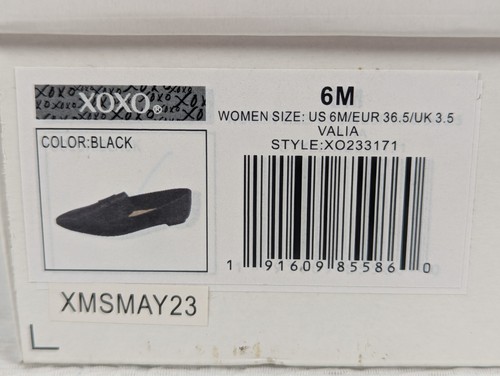 XOXO®
6M
WOMEN SIZE: US 6M/EUR 36.5/UK 3.5
VALIA
STYLE:XO233171
COLOR:BLACK
1 91609 85586 0
XMSMAY23